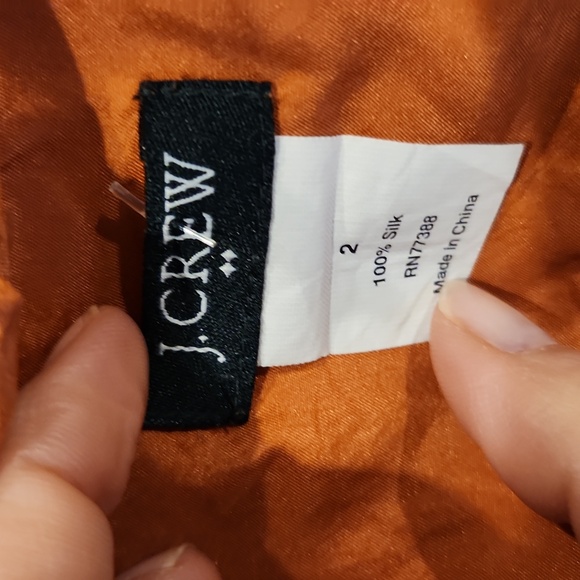 J.CREW
2
100% Silk
RN77388
Made In China